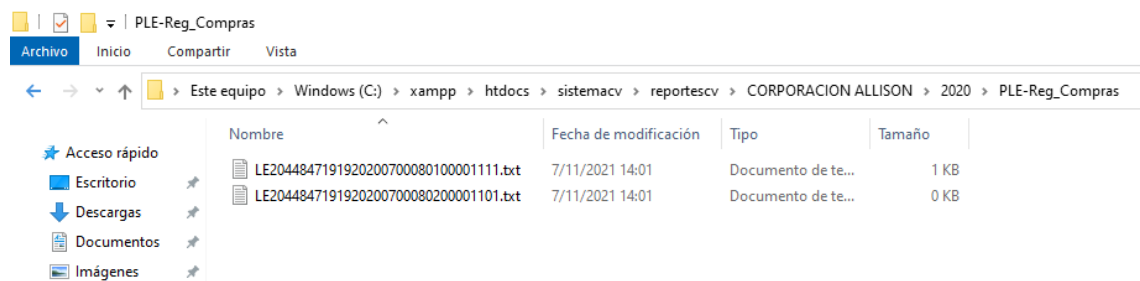 PLE-Reg_Compras
Archivo Inicio Compartir Vista
Este equipo > Windows (C:) > xampp > htdocs > sistemacv > reportescv > CORPORACION ALLISON > 2020 > PLE-Reg_Compras
Nombre Fecha de modificación Tipo Tamaño
Acceso rápido
LE2044847191920200700080100001111.txt 7/11/2021 14:01 Documento de te... 1 KB
Escritorio
LE2044847191920200700080200001101.txt 7/11/2021 14:01 Documento de te... 0 KB
Descargas
Documentos
Imágenes